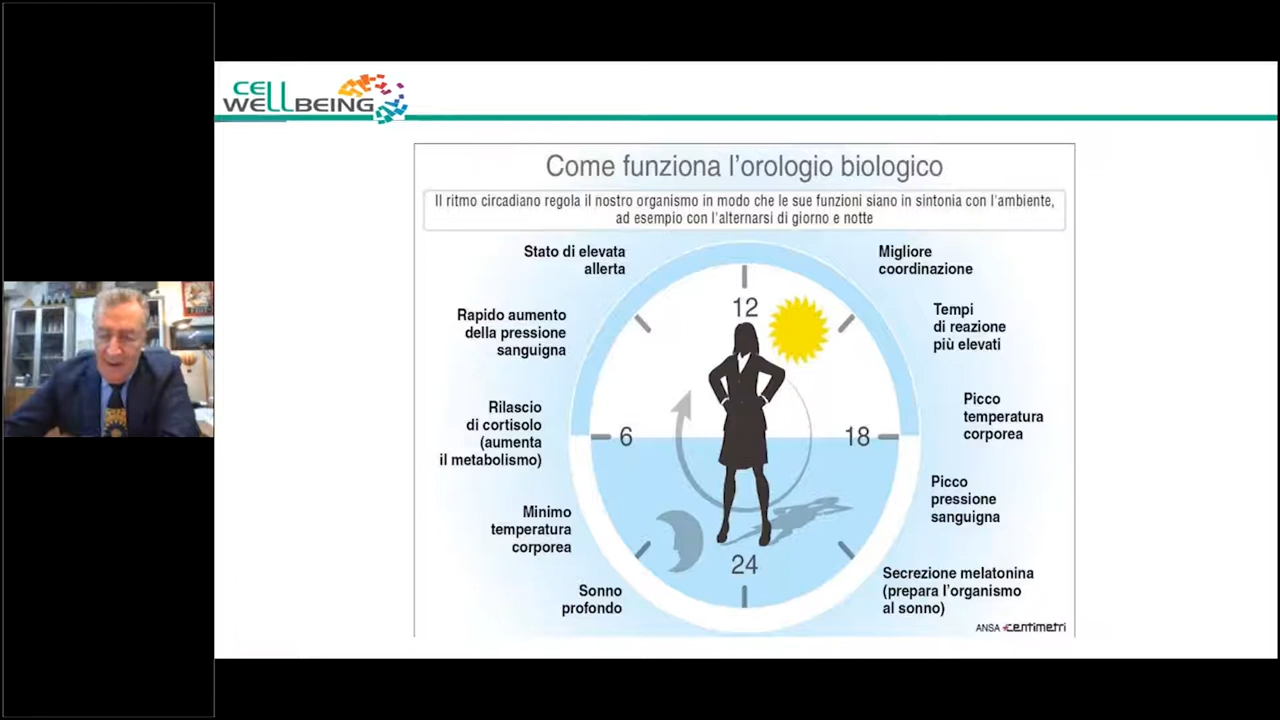 CELL
WELLBEING
Come funziona l'orologio biologico
Il ritmo circadiano regola il nostro organismo in modo che le sue funzioni siano in sintonia con l'ambiente,
ad esempio con l'alternarsi di giorno e notte
Stato di elevata
allerta
Migliore
coordinazione
12
Rapido aumento
della pressione
sanguigna
Tempi
di reazione
più elevati
Rilascio
di cortisolo
(aumenta
il metabolismo)
6
18
Picco
temperatura
corporea
Minimo
temperatura
corporea
Picco
pressione
sanguigna
24
Sonno
profondo
Secrezione melatonina
(prepara l'organismo
al sonno)
ANSA centimetri